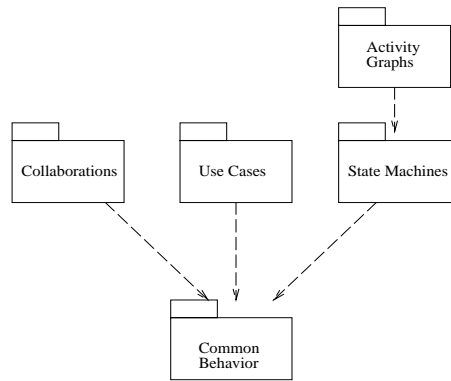 Activity
Graphs
Collaborations
Use Cases
State Machines
Common
Behavior